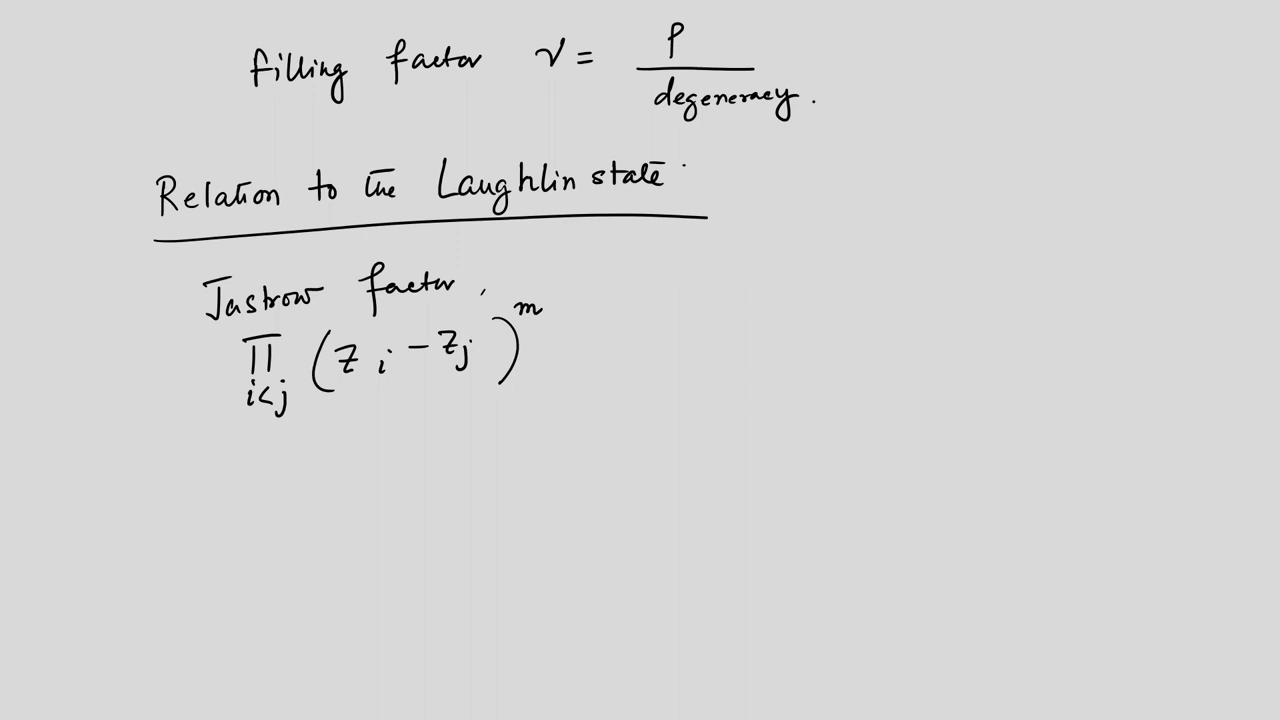 filling factor ν = ρ / degeneracy.
Relation to the Laughlin state
Jastrow factor,
∏_{i<j} (z_i - z_j)^m